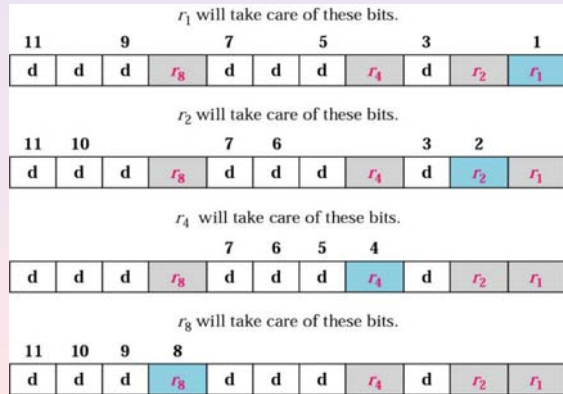 r₁ will take care of these bits.
11 9 7 5 3 1
d d d r₈ d d d r₄ d r₂ r₁
r₂ will take care of these bits.
11 10 7 6 3 2
d d d r₈ d d d r₄ d r₂ r₁
r₄ will take care of these bits.
7 6 5 4
d d d r₈ d d d r₄ d r₂ r₁
r₈ will take care of these bits.
11 10 9 8
d d d r₈ d d d r₄ d r₂ r₁